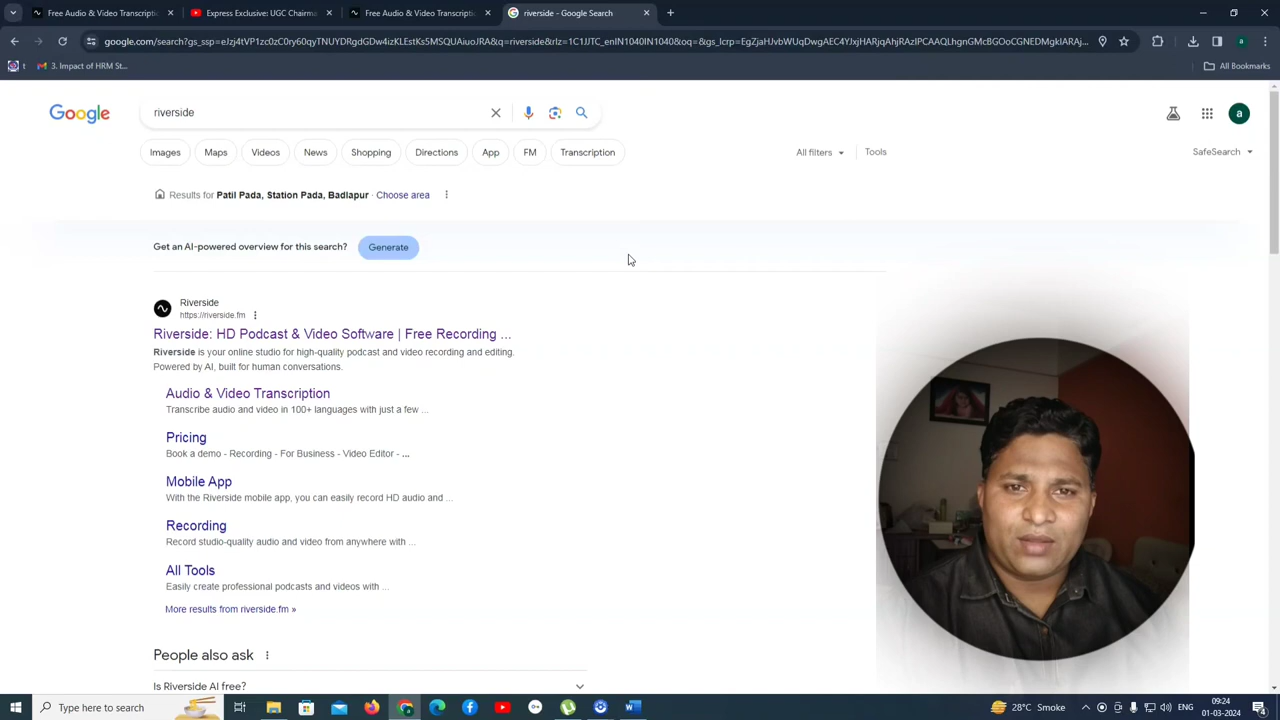 Free Audio & Video Transcriptic
Express Exclusive: UGC Chairma
Free Audio & Video Transcriptic
riverside - Google Search
t
3. Impact of HRM St...
All Bookmarks
Google
riverside
a
Images
Maps
Videos
News
Shopping
Directions
App
FM
Transcription
All filters
Tools
SafeSearch
Results for Patil Pada, Station Pada, Badlapur · Choose area
Get an AI-powered overview for this search?
Generate
Riverside
https://riverside.fm
Riverside: HD Podcast & Video Software | Free Recording ...
Riverside is your online studio for high-quality podcast and video recording and editing.
Powered by AI, built for human conversations.
Audio & Video Transcription
Transcribe audio and video in 100+ languages with just a few ...
Pricing
Book a demo - Recording - For Business - Video Editor - ...
Mobile App
With the Riverside mobile app, you can easily record HD audio and ...
Recording
Record studio-quality audio and video from anywhere with ...
All Tools
Easily create professional podcasts and videos with ...
More results from riverside.fm »
People also ask
Is Riverside AI free?
Type here to search
28°C Smoke
09:24
01-03-2024